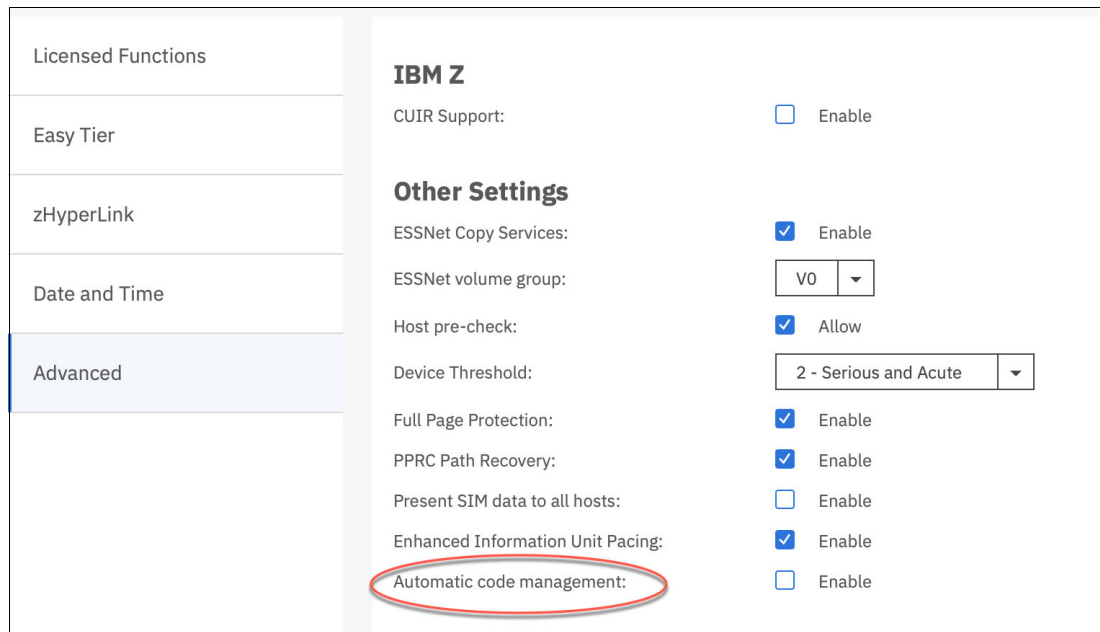 Licensed Functions
Easy Tier
zHyperLink
Date and Time
Advanced
IBM Z
CUIR Support: Enable
Other Settings
ESSNet Copy Services: Enable
ESSNet volume group: V0
Host pre-check: Allow
Device Threshold: 2 - Serious and Acute
Full Page Protection: Enable
PPRC Path Recovery: Enable
Present SIM data to all hosts: Enable
Enhanced Information Unit Pacing: Enable
Automatic code management: Enable